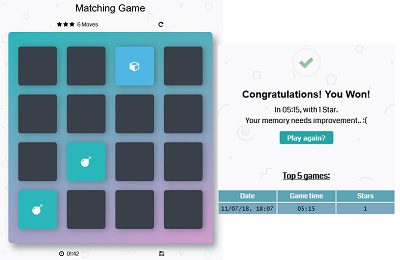 Matching Game
★★★ 6 Moves
01:42
Congratulations! You Won!
In 05:15, with 1 Star.
Your memory needs improvement.. :(
Play again?
Top 5 games:
Date Game time Stars
11/07/18, 18:07 05:15 1